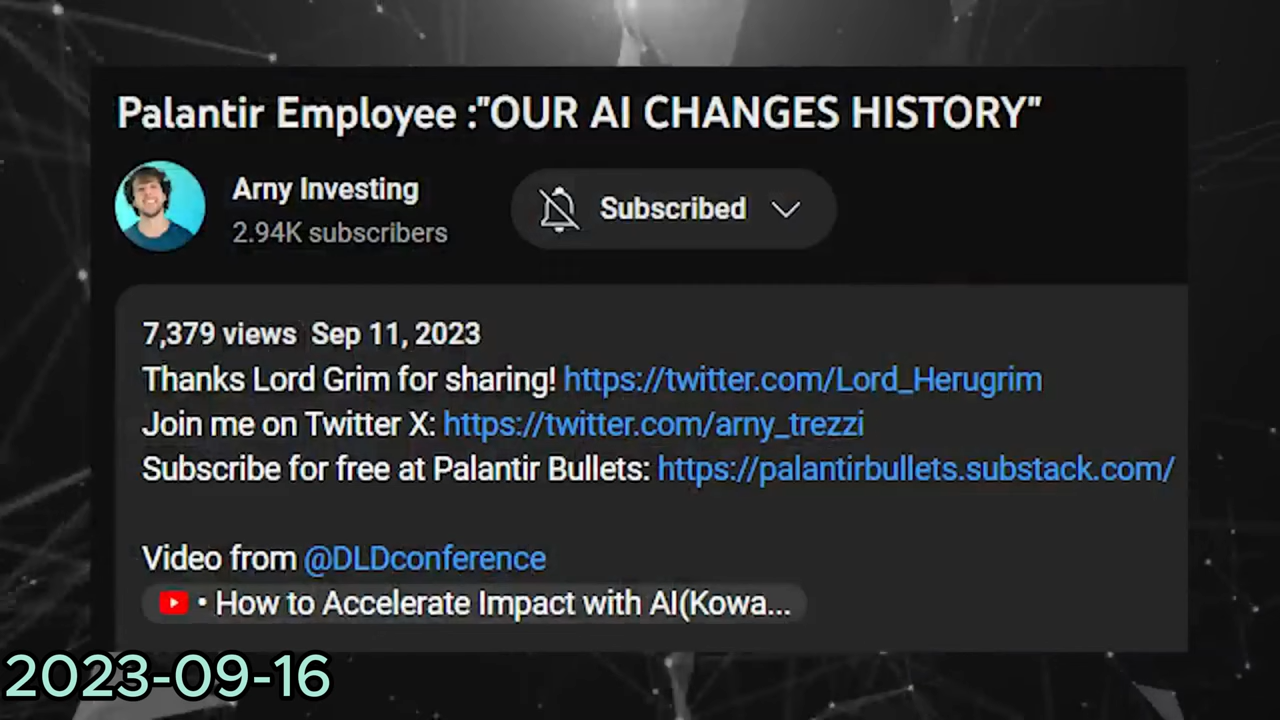 Palantir Employee :"OUR AI CHANGES HISTORY"
Arny Investing
2.94K subscribers
Subscribed
7,379 views Sep 11, 2023
Thanks Lord Grim for sharing! https://twitter.com/Lord_Herugrim
Join me on Twitter X: https://twitter.com/arny_trezzi
Subscribe for free at Palantir Bullets: https://palantirbullets.substack.com/
Video from @DLDconference
• How to Accelerate Impact with AI(Kowa...
2023-09-16